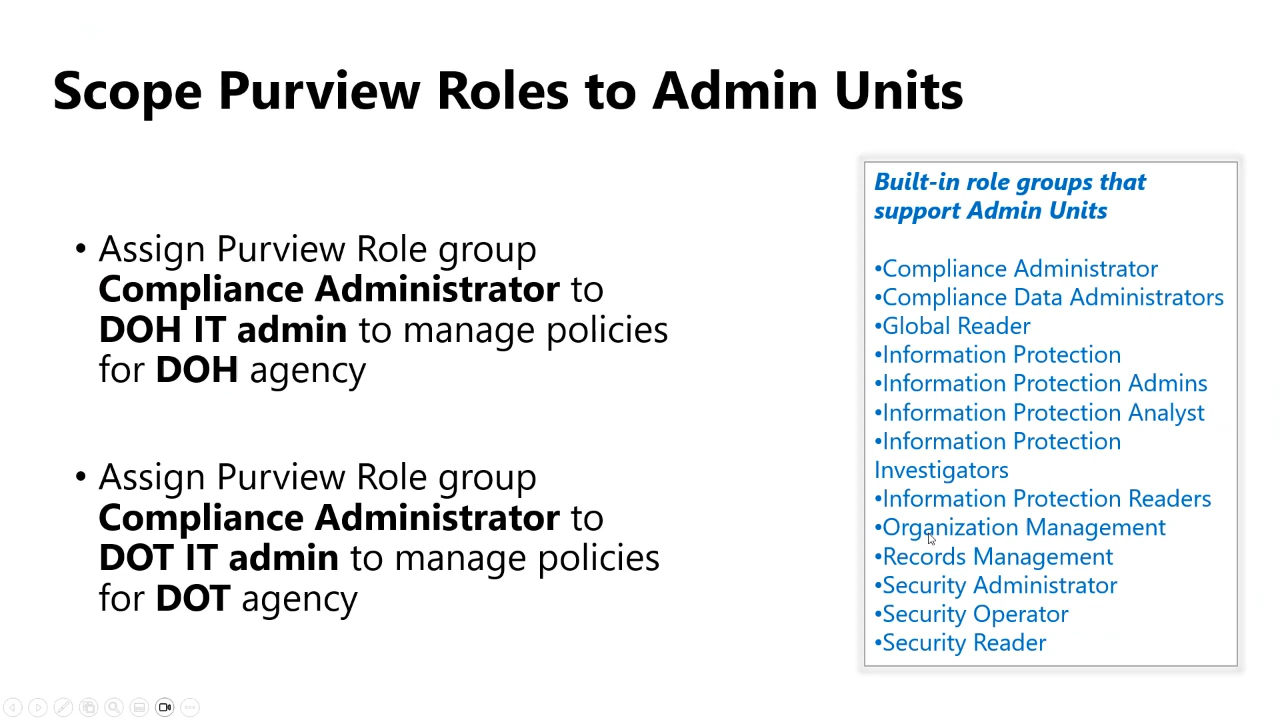 Scope Purview Roles to Admin Units
• Assign Purview Role group
Compliance Administrator to
DOH IT admin to manage policies
for DOH agency
• Assign Purview Role group
Compliance Administrator to
DOT IT admin to manage policies
for DOT agency
Built-in role groups that
support Admin Units
•Compliance Administrator
•Compliance Data Administrators
•Global Reader
•Information Protection
•Information Protection Admins
•Information Protection Analyst
•Information Protection
Investigators
•Information Protection Readers
•Organization Management
•Records Management
•Security Administrator
•Security Operator
•Security Reader